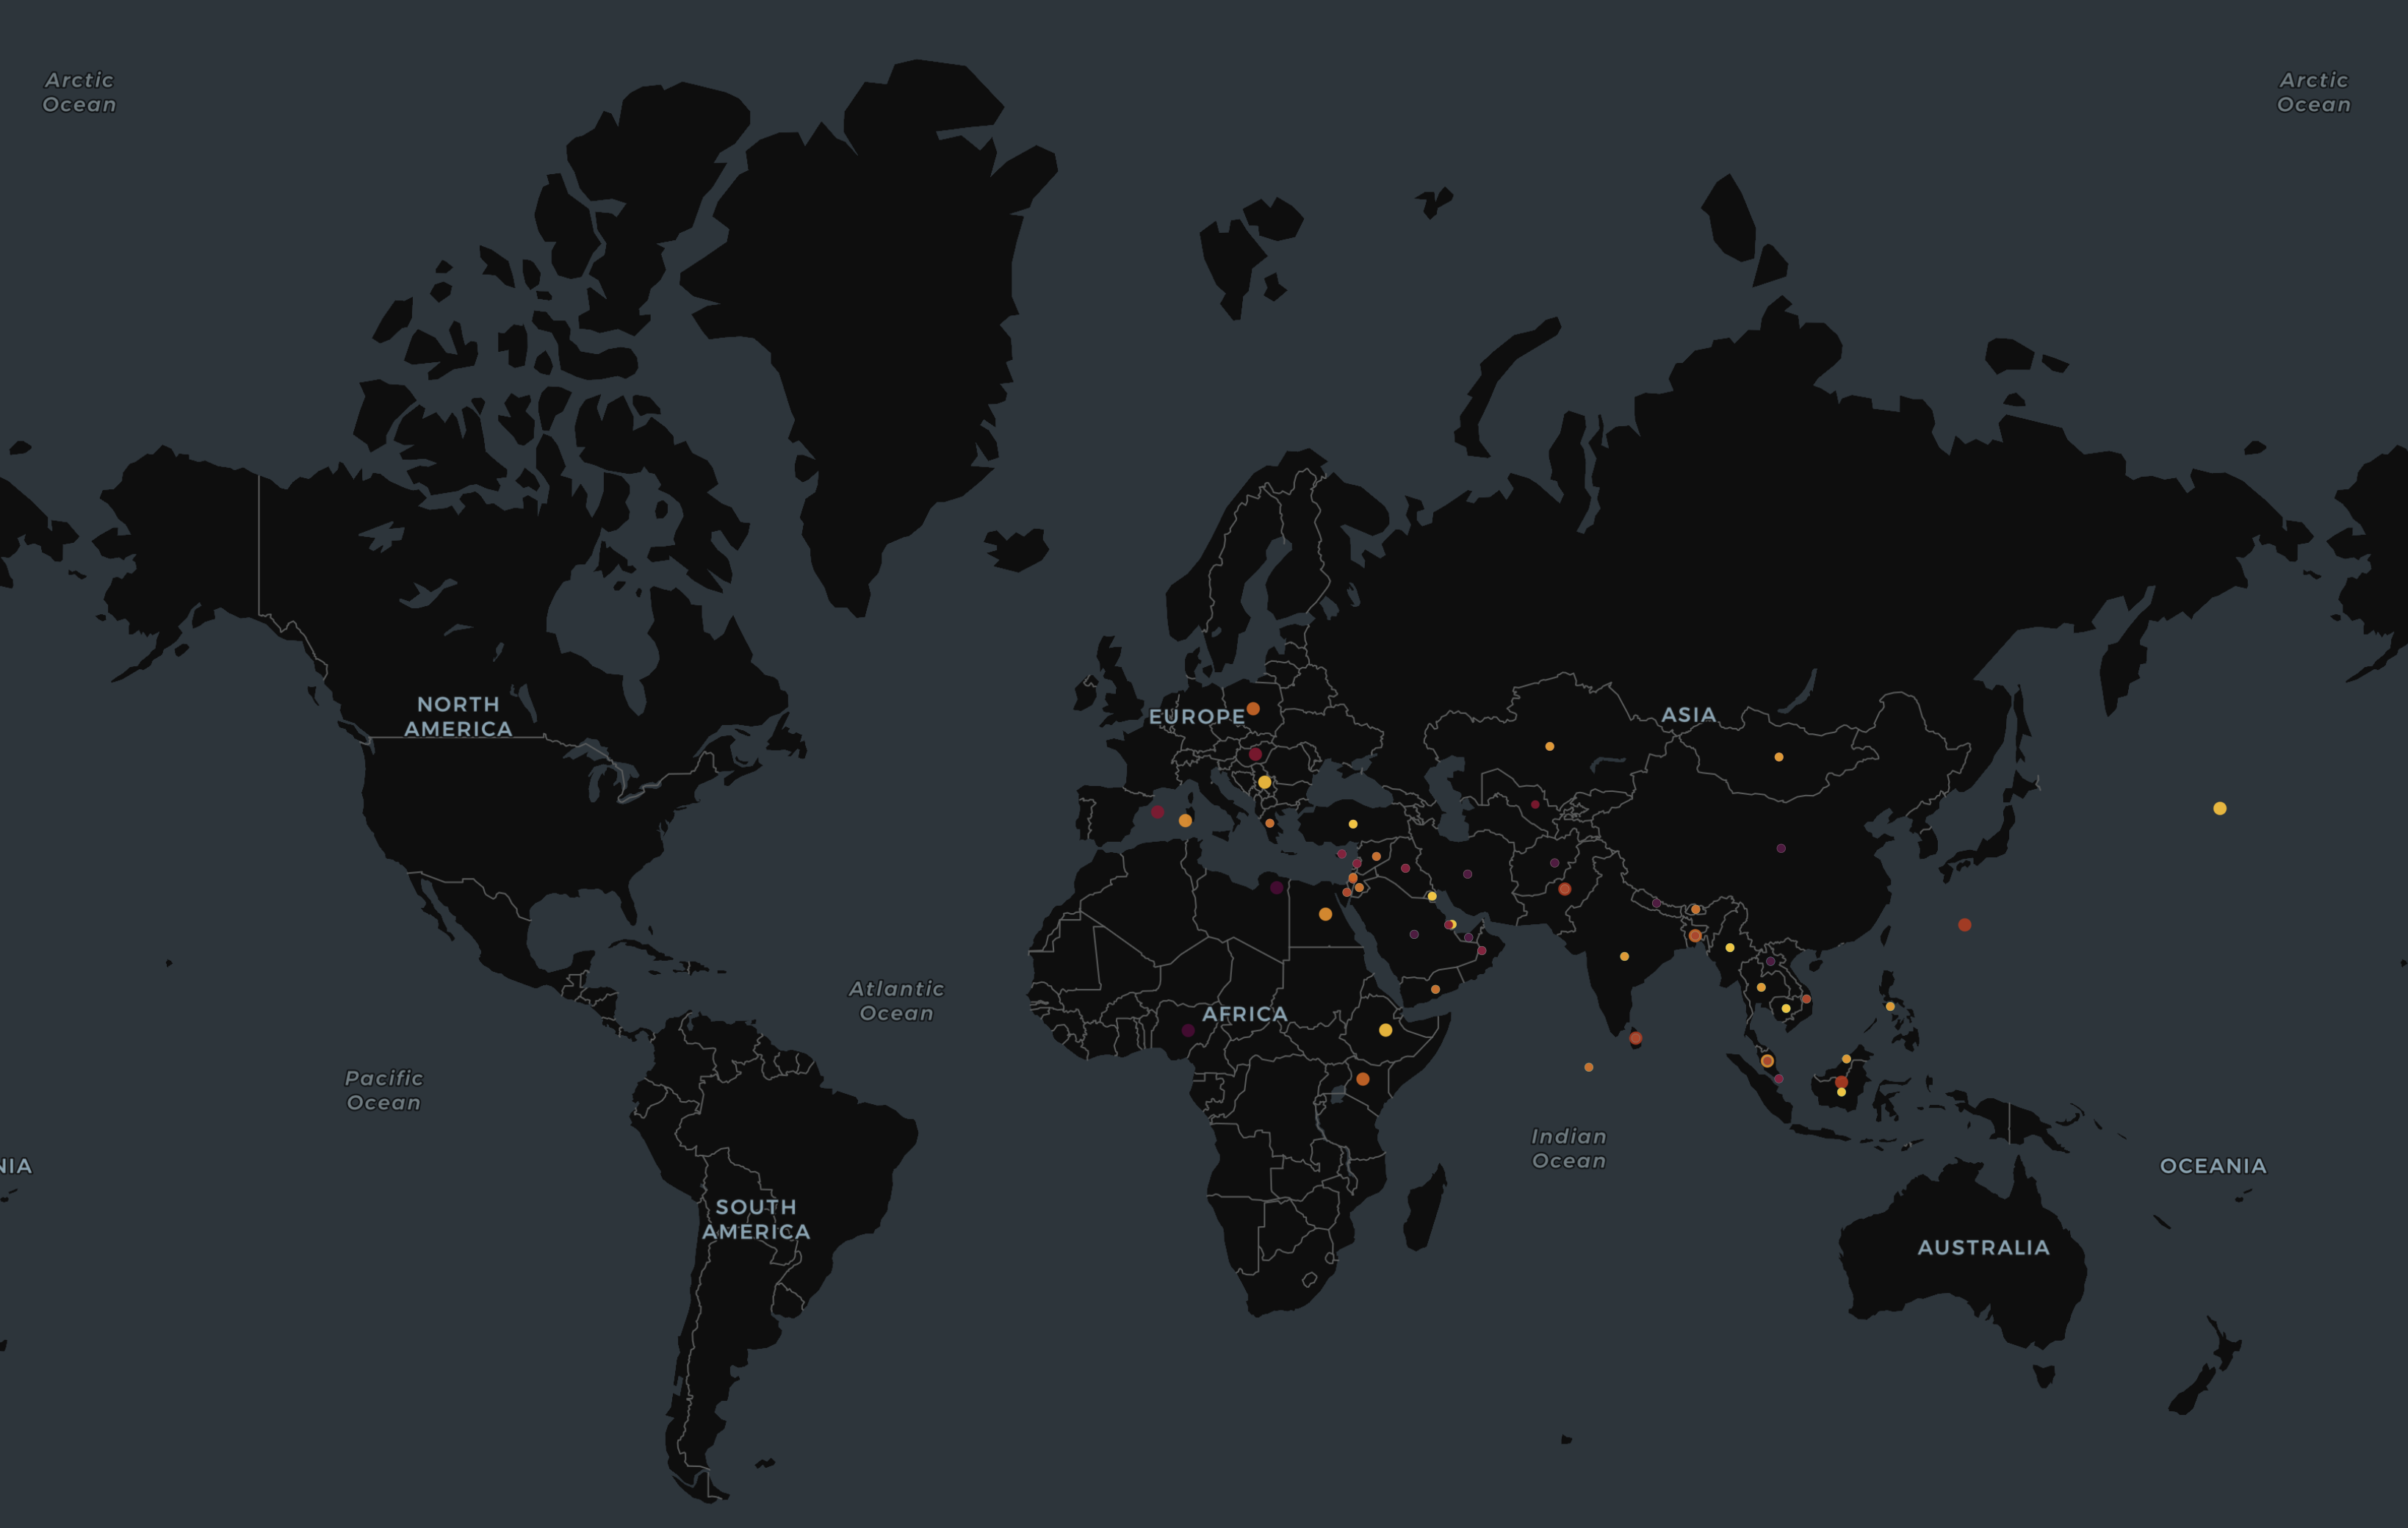 Arctic
Ocean
Arctic
Ocean
NORTH
AMERICA
EUROPE
ASIA
Atlantic
Ocean
AFRICA
Pacific
Ocean
Indian
Ocean
NIA
OCEANIA
SOUTH
AMERICA
AUSTRALIA